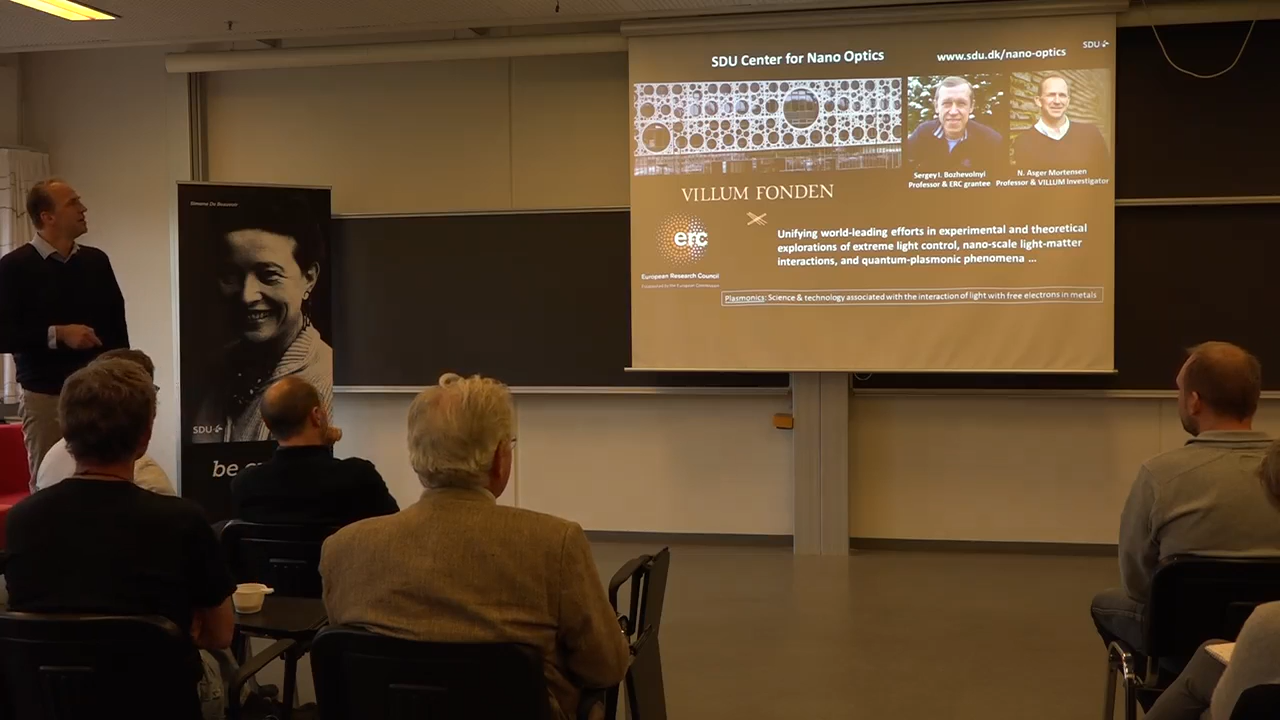 SDU Center for Nano Optics
www.sdu.dk/nano-optics
SDU
Sergey I. Bozhevolnyi
Professor & ERC grantee
N. Asger Mortensen
Professor & VILLUM Investigator
VILLUM FONDEN
erc
European Research Council
Unifying world-leading efforts in experimental and theoretical
explorations of extreme light control, nano-scale light-matter
interactions, and quantum-plasmonic phenomena ...
Plasmonics: Science & technology associated with the interaction of light with free electrons in metals
Simone De Beauvoir
SDU
be